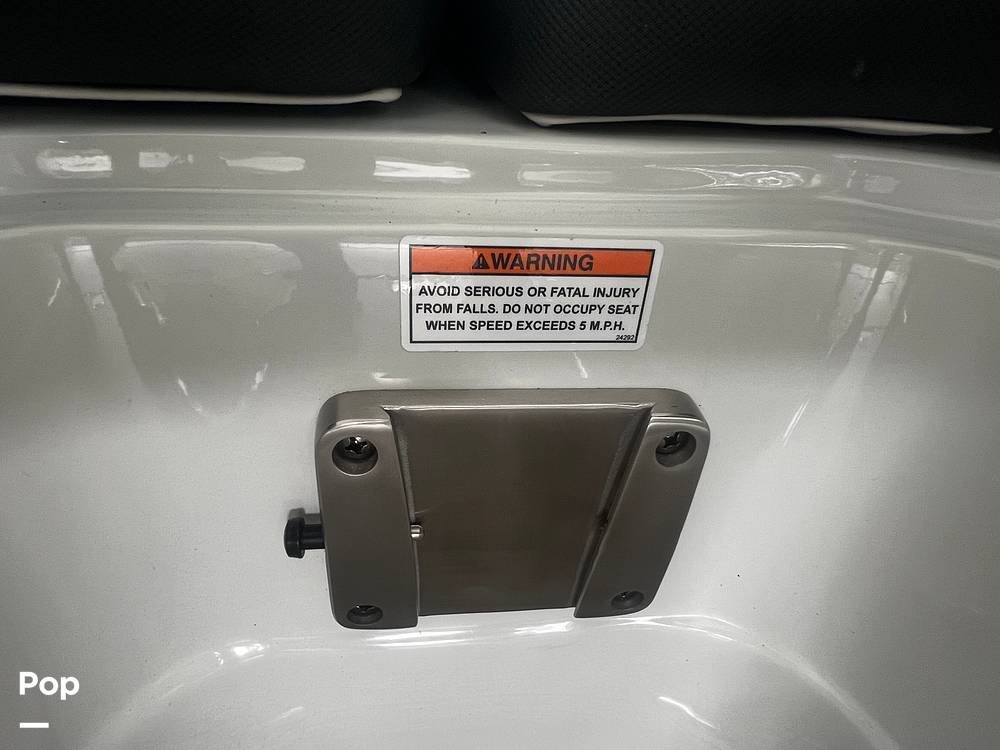 WARNING
AVOID SERIOUS OR FATAL INJURY
FROM FALLS. DO NOT OCCUPY SEAT
WHEN SPEED EXCEEDS 5 M.P.H.
24292
Pop